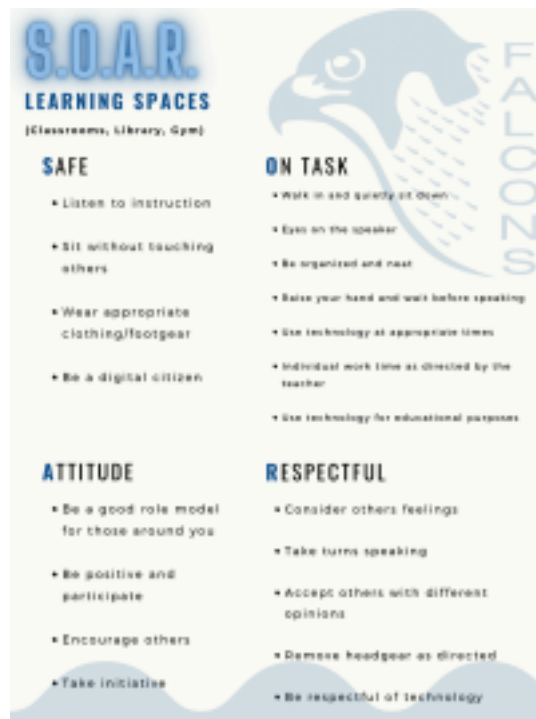 S.O.A.R.
LEARNING SPACES
(Classrooms, Library, Gym)
FALCONS
SAFE
• Listen to instruction
• Sit without touching
others
• Wear appropriate
clothing/footgear
• Be a digital citizen
ON TASK
• Walk in and quietly sit down
• Eyes on the speaker
• Be organized and neat
• Raise your hand and wait before speaking
• Use technology at appropriate times
• Individual work time as directed by the
teacher
• Use technology for educational purposes
ATTITUDE
• Be a good role model
for those around you
• Be positive and
participate
• Encourage others
• Take initiative
RESPECTFUL
• Consider others feelings
• Take turns speaking
• Accept others with different
opinions
• Remove headgear as directed
• Be respectful of technology